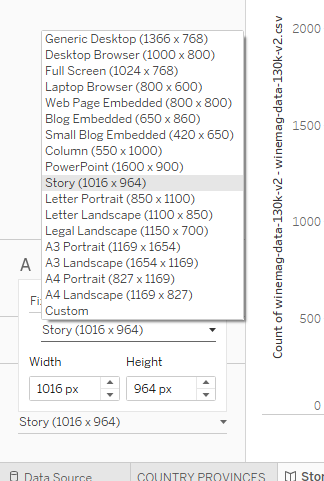 Generic Desktop (1366 x 768)
Desktop Browser (1000 x 800)
Full Screen (1024 x 768)
Laptop Browser (800 x 600)
Web Page Embedded (800 x 800)
Blog Embedded (650 x 860)
Small Blog Embedded (420 x 650)
Column (550 x 1000)
PowerPoint (1600 x 900)
Story (1016 x 964)
Letter Portrait (850 x 1100)
Letter Landscape (1100 x 850)
Legal Landscape (1150 x 700)
A3 Portrait (1169 x 1654)
A3 Landscape (1654 x 1169)
A4 Portrait (827 x 1169)
A4 Landscape (1169 x 827)
Custom
A
Fi
Story (1016 x 964)
Width
Height
1016 px
964 px
Story (1016 x 964)
Count of winemag-data-130k-v2 - winemag-data-130k-v2.csv
2000
1500
1000
500
0
Data Source
COUNTRY PROVINCES
Stor